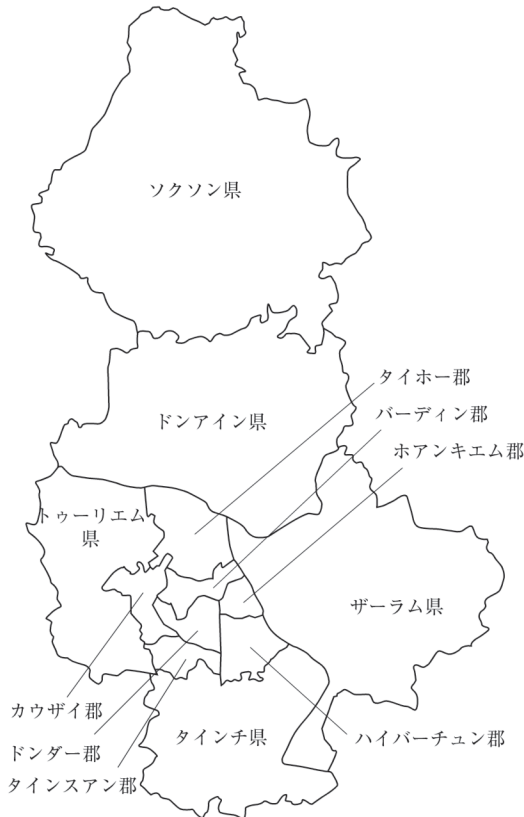 ソクソン県
タイホー郡
バーディン郡
ドンアイン県
ホアンキエム郡
トゥーリエム
県
ザーラム県
カウザイ郡
ドンダー郡
タインチ県
ハイバーチュン郡
タインスアン郡